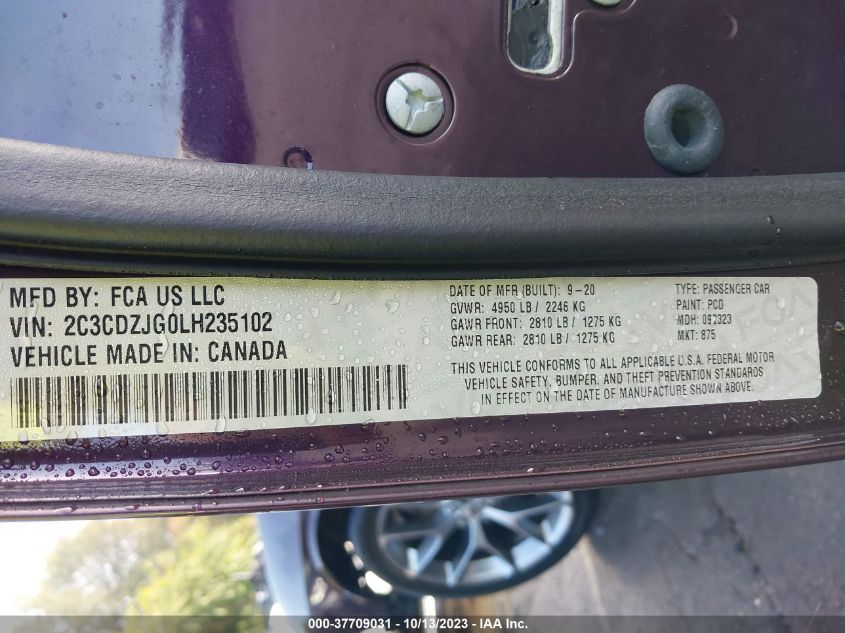 MFD BY: FCA US LLC
VIN: 2C3CDZJG0LH235102
VEHICLE MADE IN: CANADA
DATE OF MFR (BUILT): 9-20
GVWR: 4950 LB / 2246 KG
GAWR FRONT: 2810 LB / 1275 KG
GAWR REAR: 2810 LB / 1275 KG
TYPE: PASSENGER CAR
PAINT: PCD
MDH: 092323
MKT: 875
THIS VEHICLE CONFORMS TO ALL APPLICABLE U.S.A. FEDERAL MOTOR
VEHICLE SAFETY, BUMPER, AND THEFT PREVENTION STANDARDS
IN EFFECT ON THE DATE OF MANUFACTURE SHOWN ABOVE.
000-37709031 - 10/13/2023 - IAA Inc.